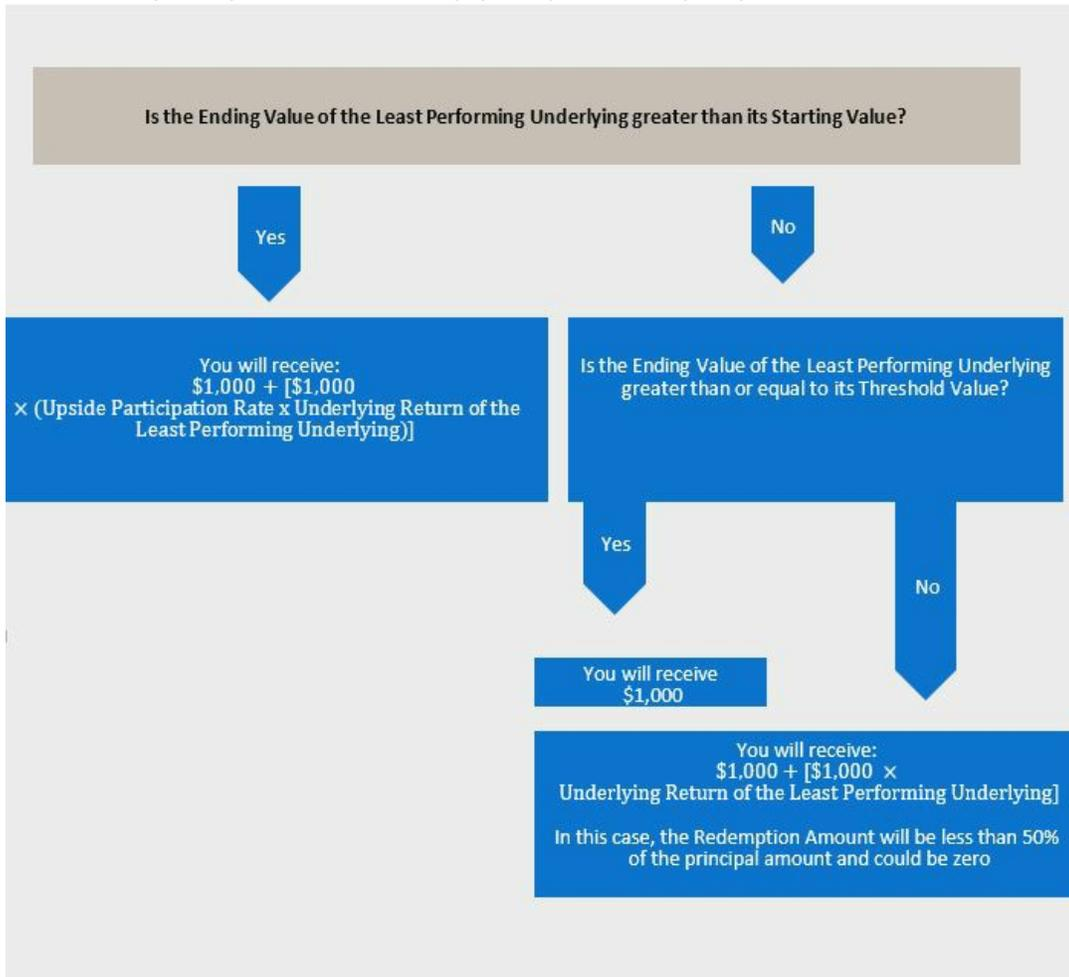 Is the Ending Value of the Least Performing Underlying greater than its Starting Value?
Yes
No
You will receive:
$1,000 + [$1,000
× (Upside Participation Rate x Underlying Return of the
Least Performing Underlying)]
Is the Ending Value of the Least Performing Underlying
greater than or equal to its Threshold Value?
Yes
No
You will receive
$1,000
You will receive:
$1,000 + [$1,000 ×
Underlying Return of the Least Performing Underlying]
In this case, the Redemption Amount will be less than 50%
of the principal amount and could be zero